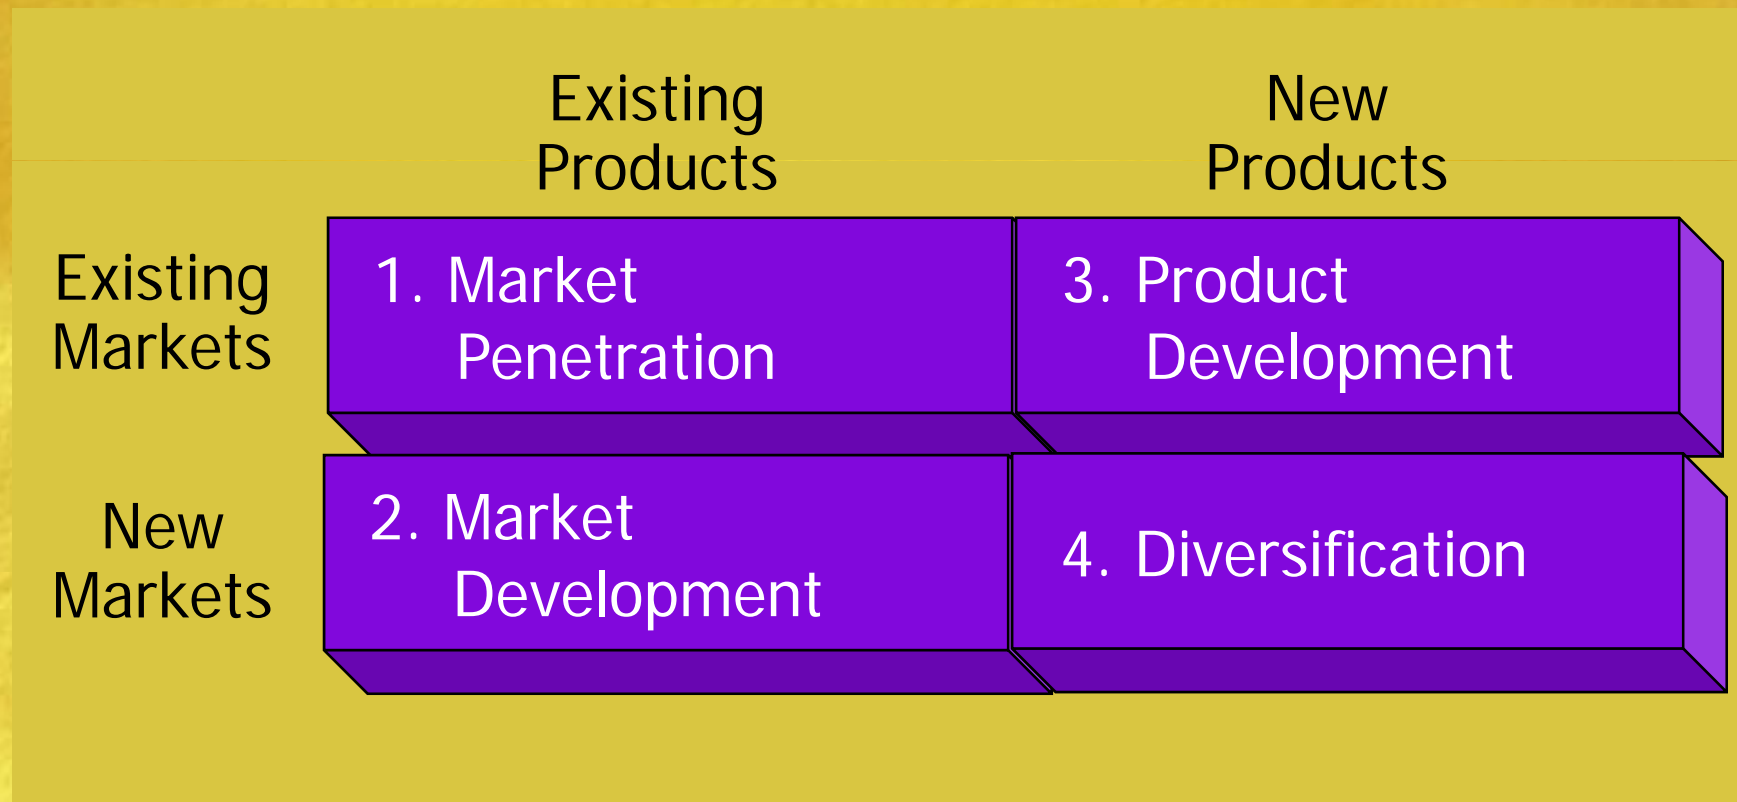 Existing
Products
New
Products
Existing
Markets
1. Market
Penetration
3. Product
Development
New
Markets
2. Market
Development
4. Diversification